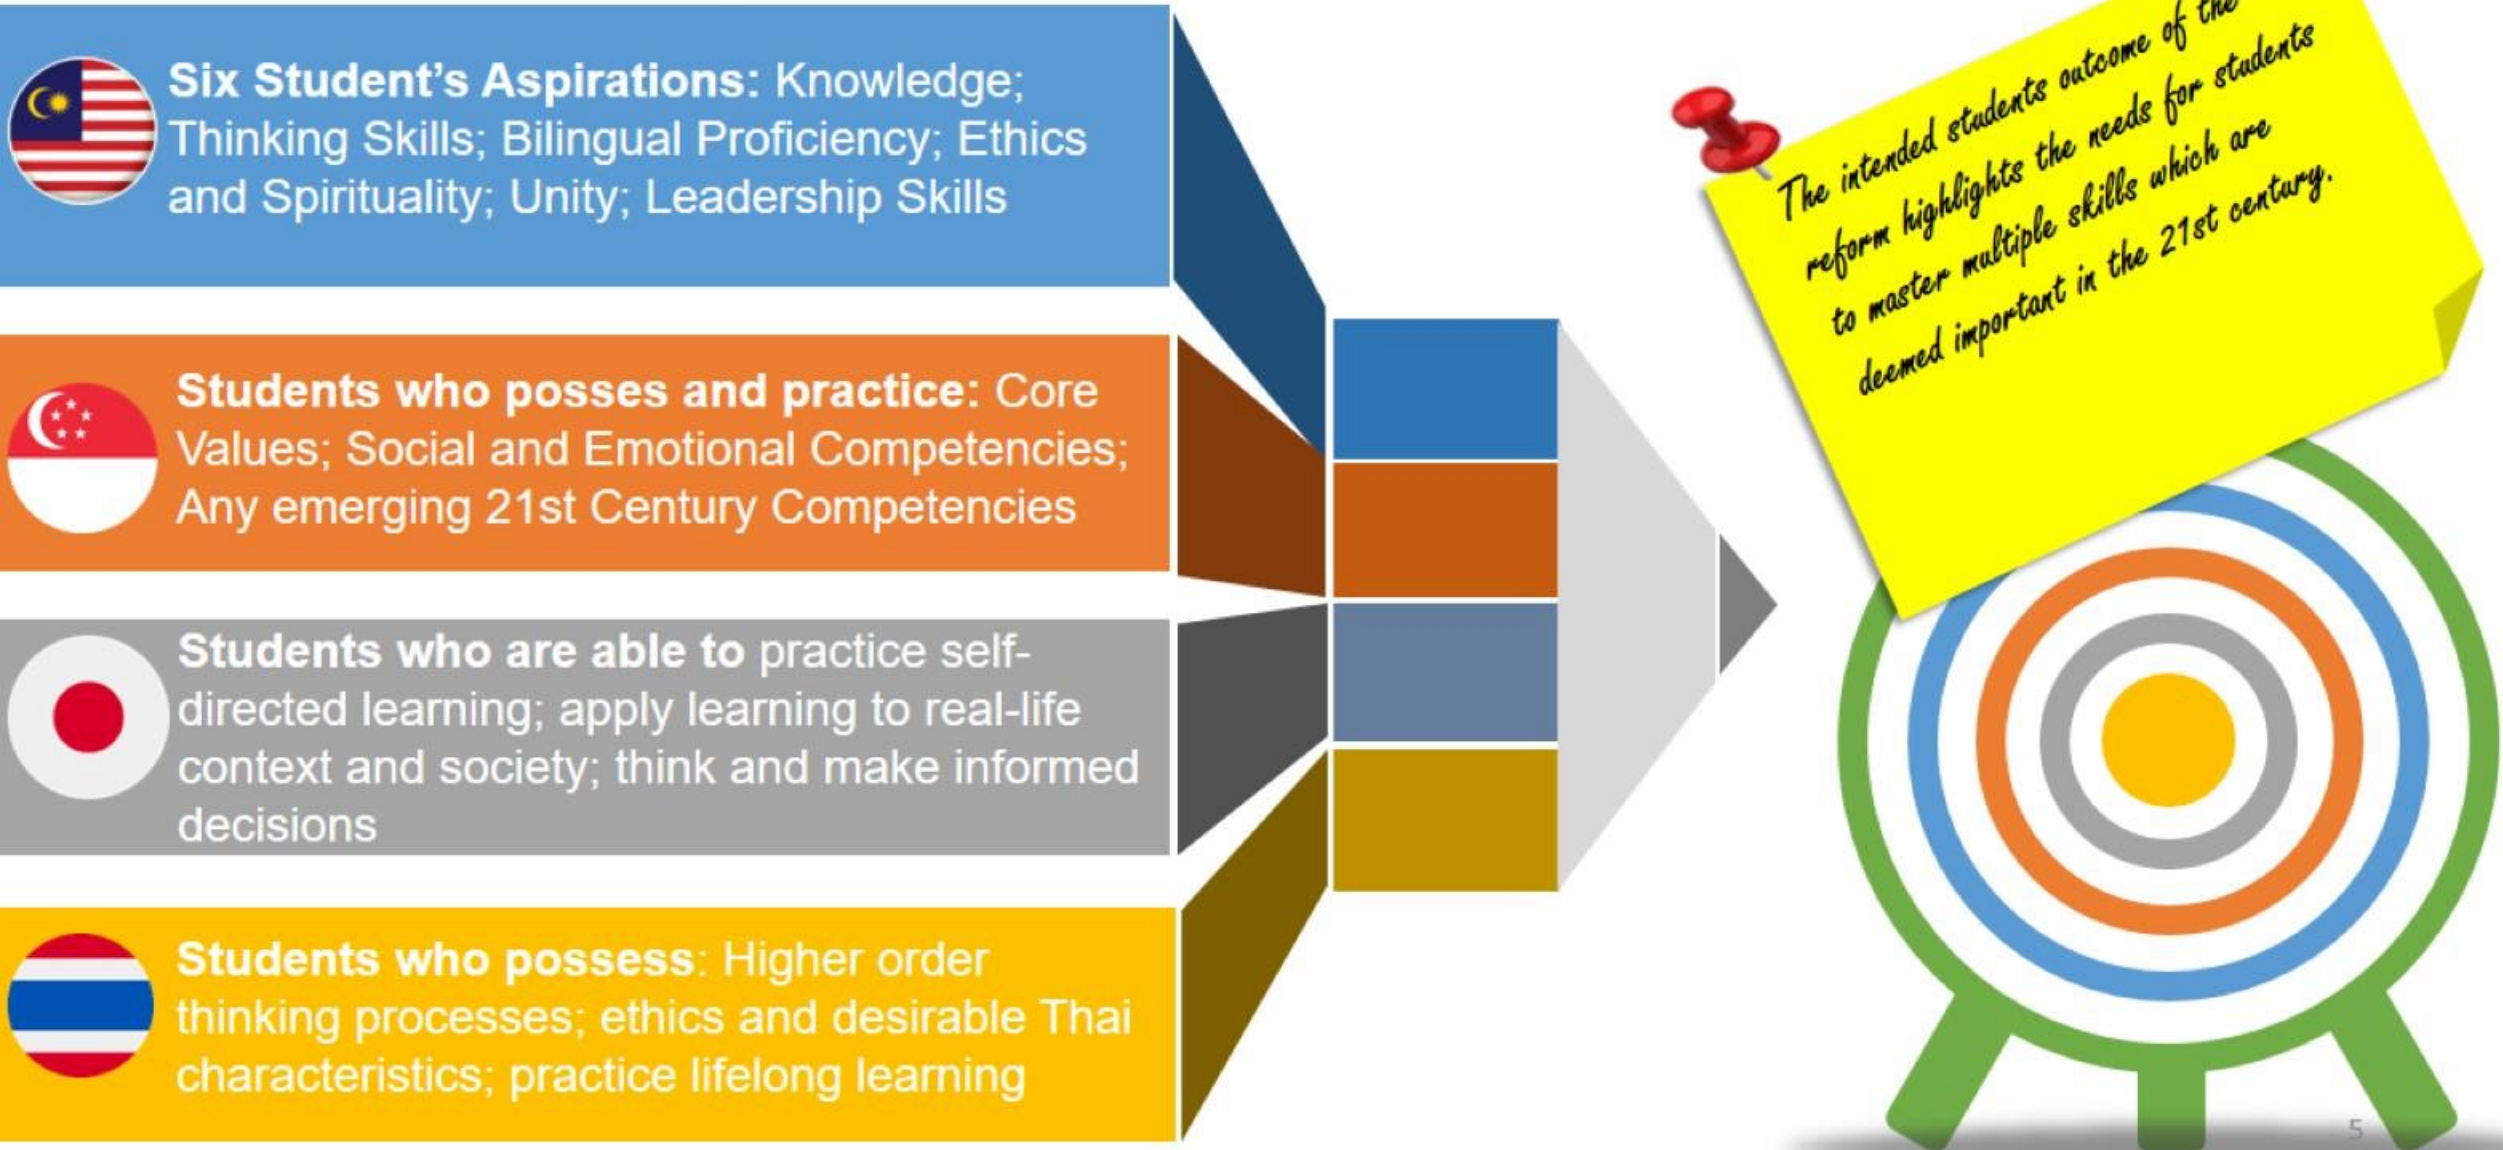 Six Student's Aspirations: Knowledge;
Thinking Skills; Bilingual Proficiency; Ethics
and Spirituality; Unity; Leadership Skills
Students who posses and practice: Core
Values; Social and Emotional Competencies;
Any emerging 21st Century Competencies
Students who are able to practice self-
directed learning; apply learning to real-life
context and society; think and make informed
decisions
Students who possess: Higher order
thinking processes; ethics and desirable Thai
characteristics; practice lifelong learning
The intended students outcome of the
reform highlights the needs for students
to master multiple skills which are
deemed important in the 21st century.
5